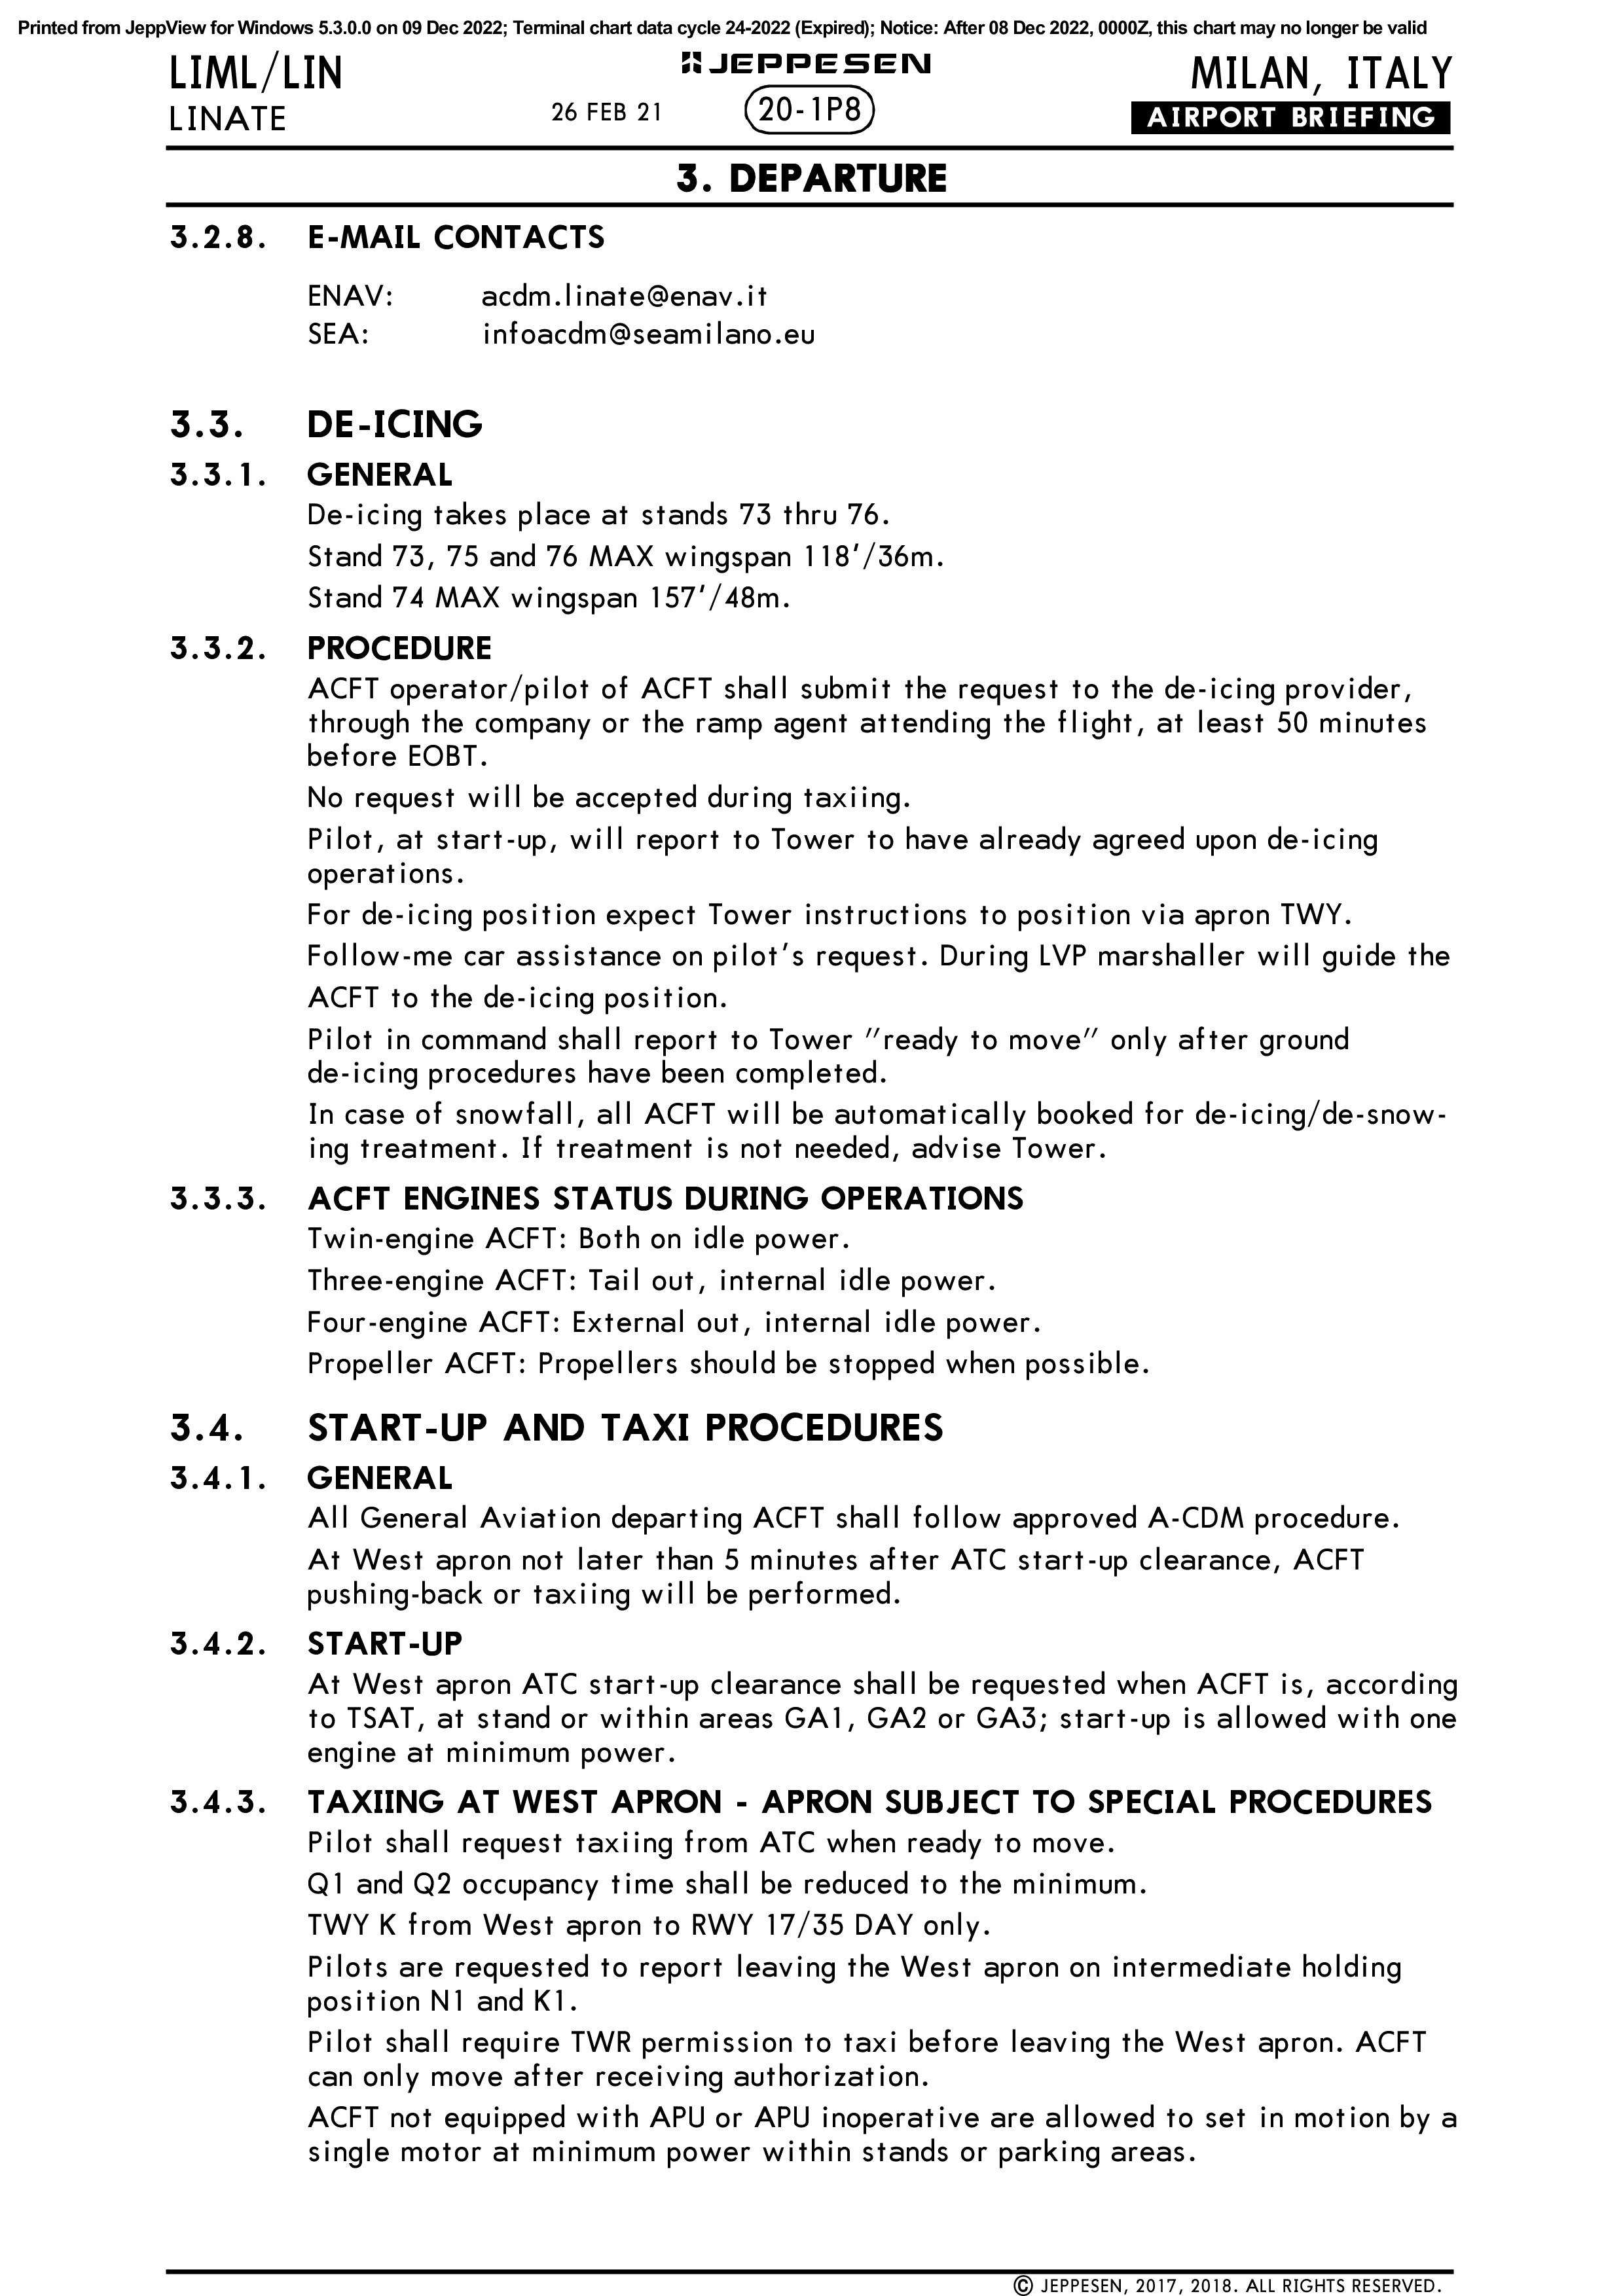 Printed from JeppView for Windows 5.3.0.0 on 09 Dec 2022; Terminal chart data cycle 24-2022 (Expired); Notice: After 08 Dec 2022, 0000Z, this chart may no longer be valid
LIML/LIN
JEPPESEN
MILAN, ITALY
LINATE
26 FEB 21
20-1P8
AIRPORT BRIEFING
3. DEPARTURE
3.2.8. E-MAIL CONTACTS
ENAV: acdm.linate@enav.it
SEA: infoacdm@seamilano.eu
3.3. DE-ICING
3.3.1. GENERAL
De-icing takes place at stands 73 thru 76.
Stand 73, 75 and 76 MAX wingspan 118'/36m.
Stand 74 MAX wingspan 157'/48m.
3.3.2. PROCEDURE
ACFT operator/pilot of ACFT shall submit the request to the de-icing provider,
through the company or the ramp agent attending the flight, at least 50 minutes
before EOBT.
No request will be accepted during taxiing.
Pilot, at start-up, will report to Tower to have already agreed upon de-icing
operations.
For de-icing position expect Tower instructions to position via apron TWY.
Follow-me car assistance on pilot's request. During LVP marshaller will guide the
ACFT to the de-icing position.
Pilot in command shall report to Tower "ready to move" only after ground
de-icing procedures have been completed.
In case of snowfall, all ACFT will be automatically booked for de-icing/de-snow-
ing treatment. If treatment is not needed, advise Tower.
3.3.3. ACFT ENGINES STATUS DURING OPERATIONS
Twin-engine ACFT: Both on idle power.
Three-engine ACFT: Tail out, internal idle power.
Four-engine ACFT: External out, internal idle power.
Propeller ACFT: Propellers should be stopped when possible.
3.4. START-UP AND TAXI PROCEDURES
3.4.1. GENERAL
All General Aviation departing ACFT shall follow approved A-CDM procedure.
At West apron not later than 5 minutes after ATC start-up clearance, ACFT
pushing-back or taxiing will be performed.
3.4.2. START-UP
At West apron ATC start-up clearance shall be requested when ACFT is, according
to TSAT, at stand or within areas GA1, GA2 or GA3; start-up is allowed with one
engine at minimum power.
3.4.3. TAXIING AT WEST APRON - APRON SUBJECT TO SPECIAL PROCEDURES
Pilot shall request taxiing from ATC when ready to move.
Q1 and Q2 occupancy time shall be reduced to the minimum.
TWY K from West apron to RWY 17/35 DAY only.
Pilots are requested to report leaving the West apron on intermediate holding
position N1 and K1.
Pilot shall require TWR permission to taxi before leaving the West apron. ACFT
can only move after receiving authorization.
ACFT not equipped with APU or APU inoperative are allowed to set in motion by a
single motor at minimum power within stands or parking areas.
© JEPPESEN, 2017, 2018. ALL RIGHTS RESERVED.